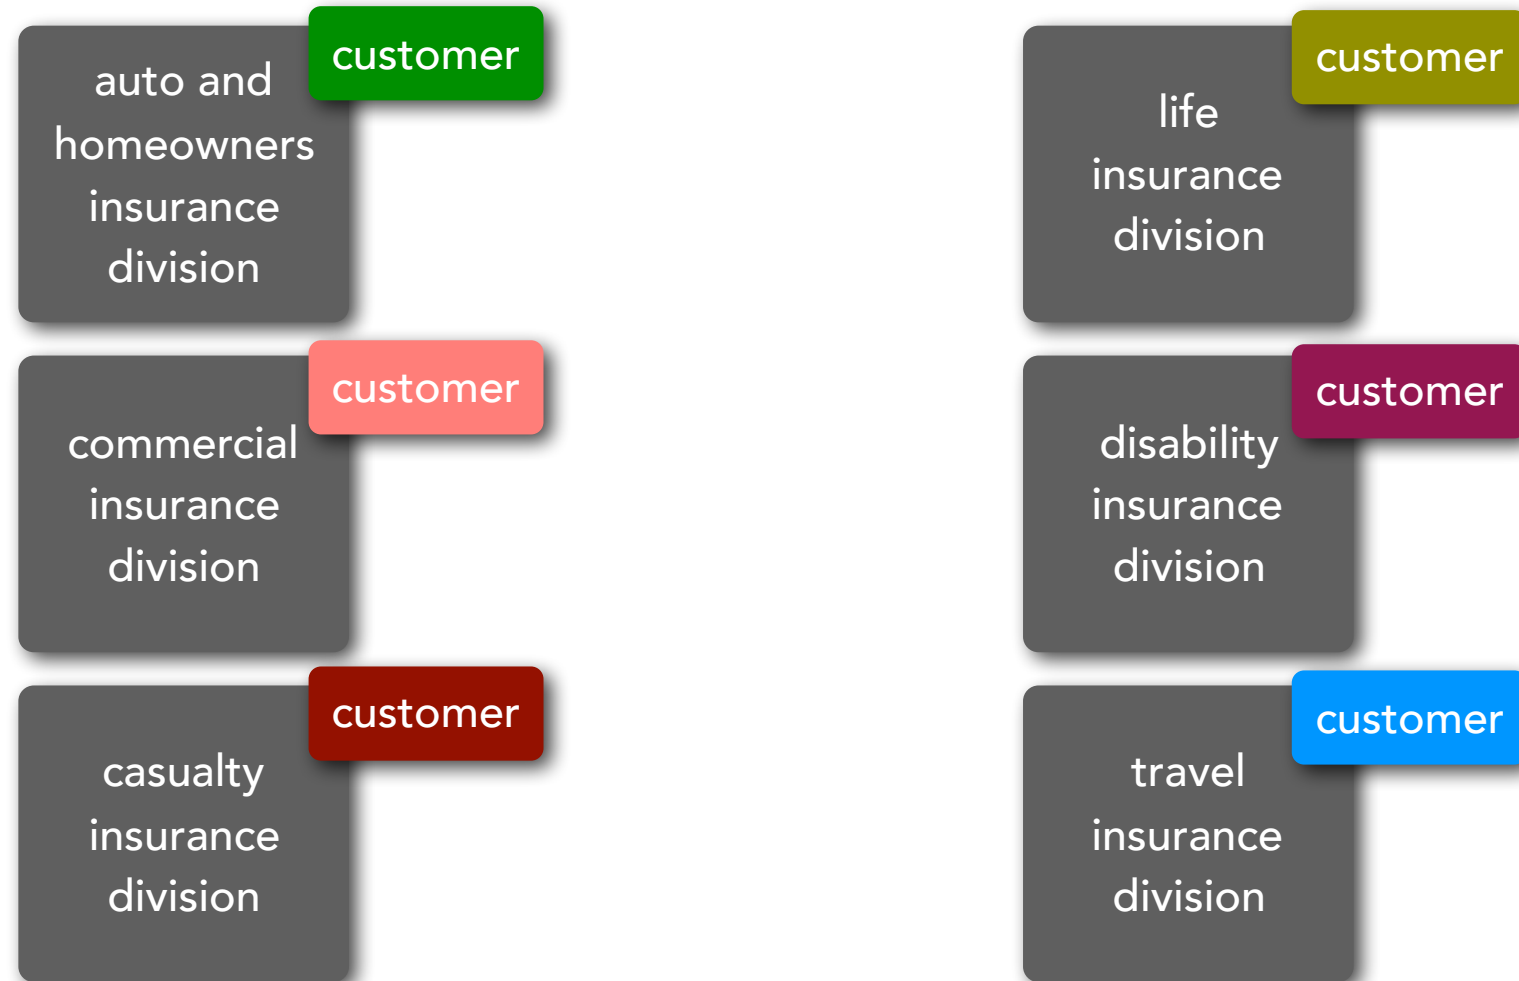 customer
auto and
homeowners
insurance
division
customer
life
insurance
division
customer
commercial
insurance
division
customer
disability
insurance
division
customer
casualty
insurance
division
customer
travel
insurance
division